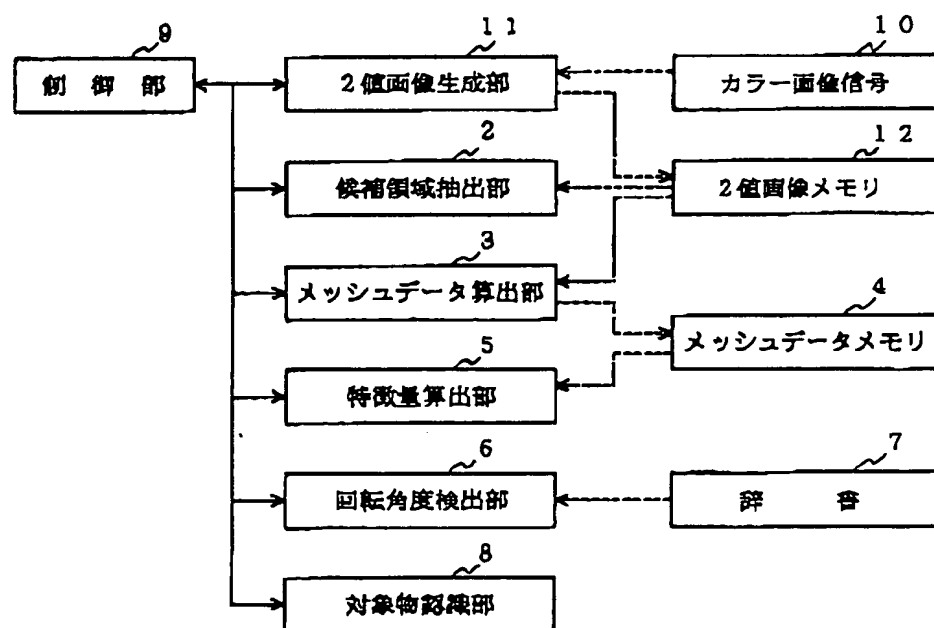 9
制御部
11
2値画像生成部
10
カラー画像信号
2
候補領域抽出部
12
2値画像メモリ
3
メッシュデータ算出部
4
メッシュデータメモリ
5
特徴量算出部
6
回転角度検出部
7
辞書
8
対象物認識部